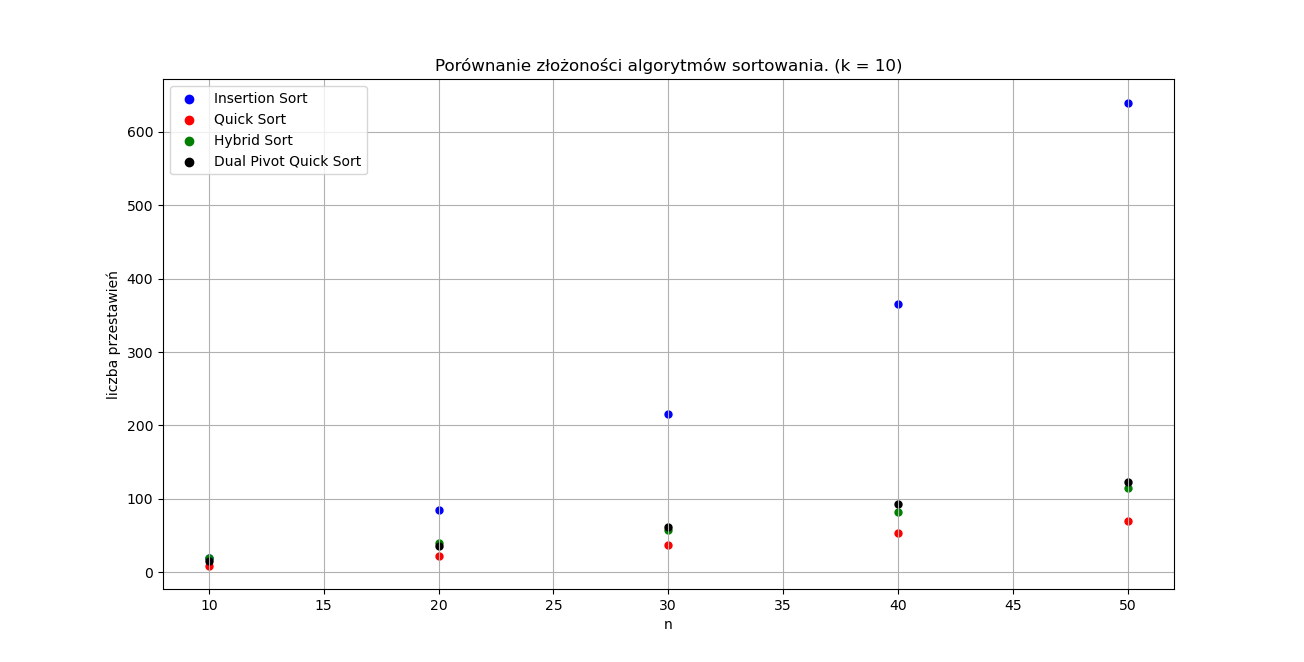 Porównanie złożoności algorytmów sortowania. (k = 10)
Insertion Sort
Quick Sort
Hybrid Sort
Dual Pivot Quick Sort
liczba przestawień
600
500
400
300
200
100
0
10 15 20 25 30 35 40 45 50
n